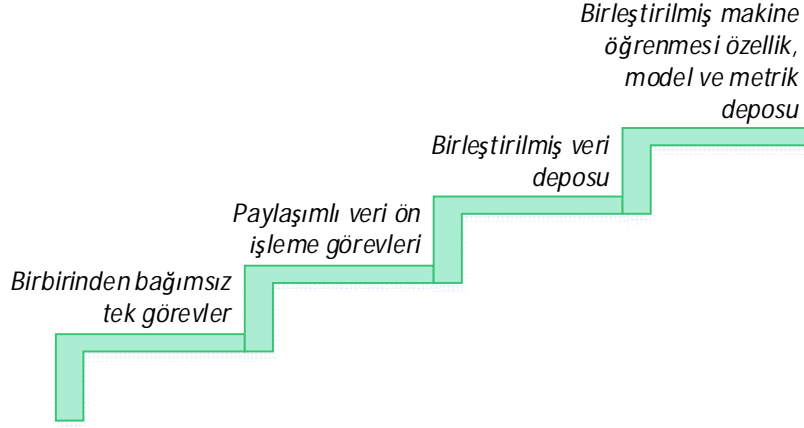 Birleştirilmiş makine
öğrenmesi özellik,
model ve metrik
deposu
Birleştirilmiş veri
deposu
Paylaşımlı veri ön
işleme görevleri
Birbirinden bağımsız
tek görevler